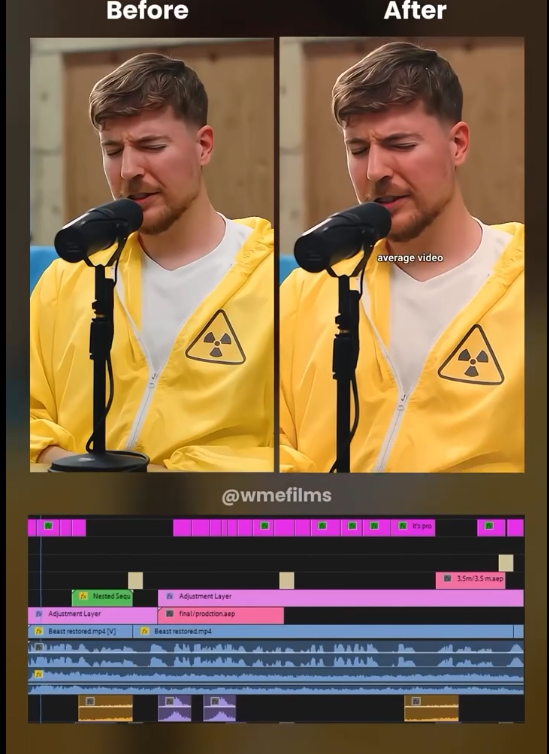 Before
After
average video
@wmefilms
it's pro
3,5m/3.5 m.aep
Nested Sequ
Adjustment Layer
Adjustment Layer
final/prodction.aep
Beast restored.mp4 [V]
Beast restored.mp4